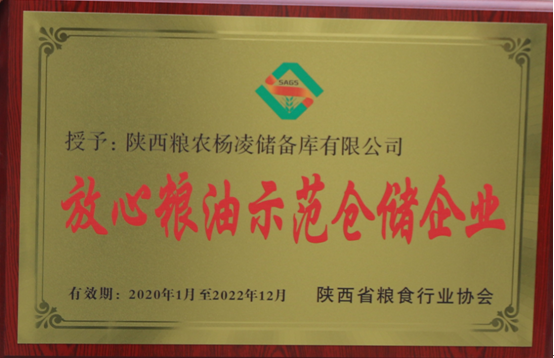 SAGS
授予：陕西粮农杨凌储备库有限公司
放心粮油示范仓储企业
有效期：2020年1月至2022年12月
陕西省粮食行业协会